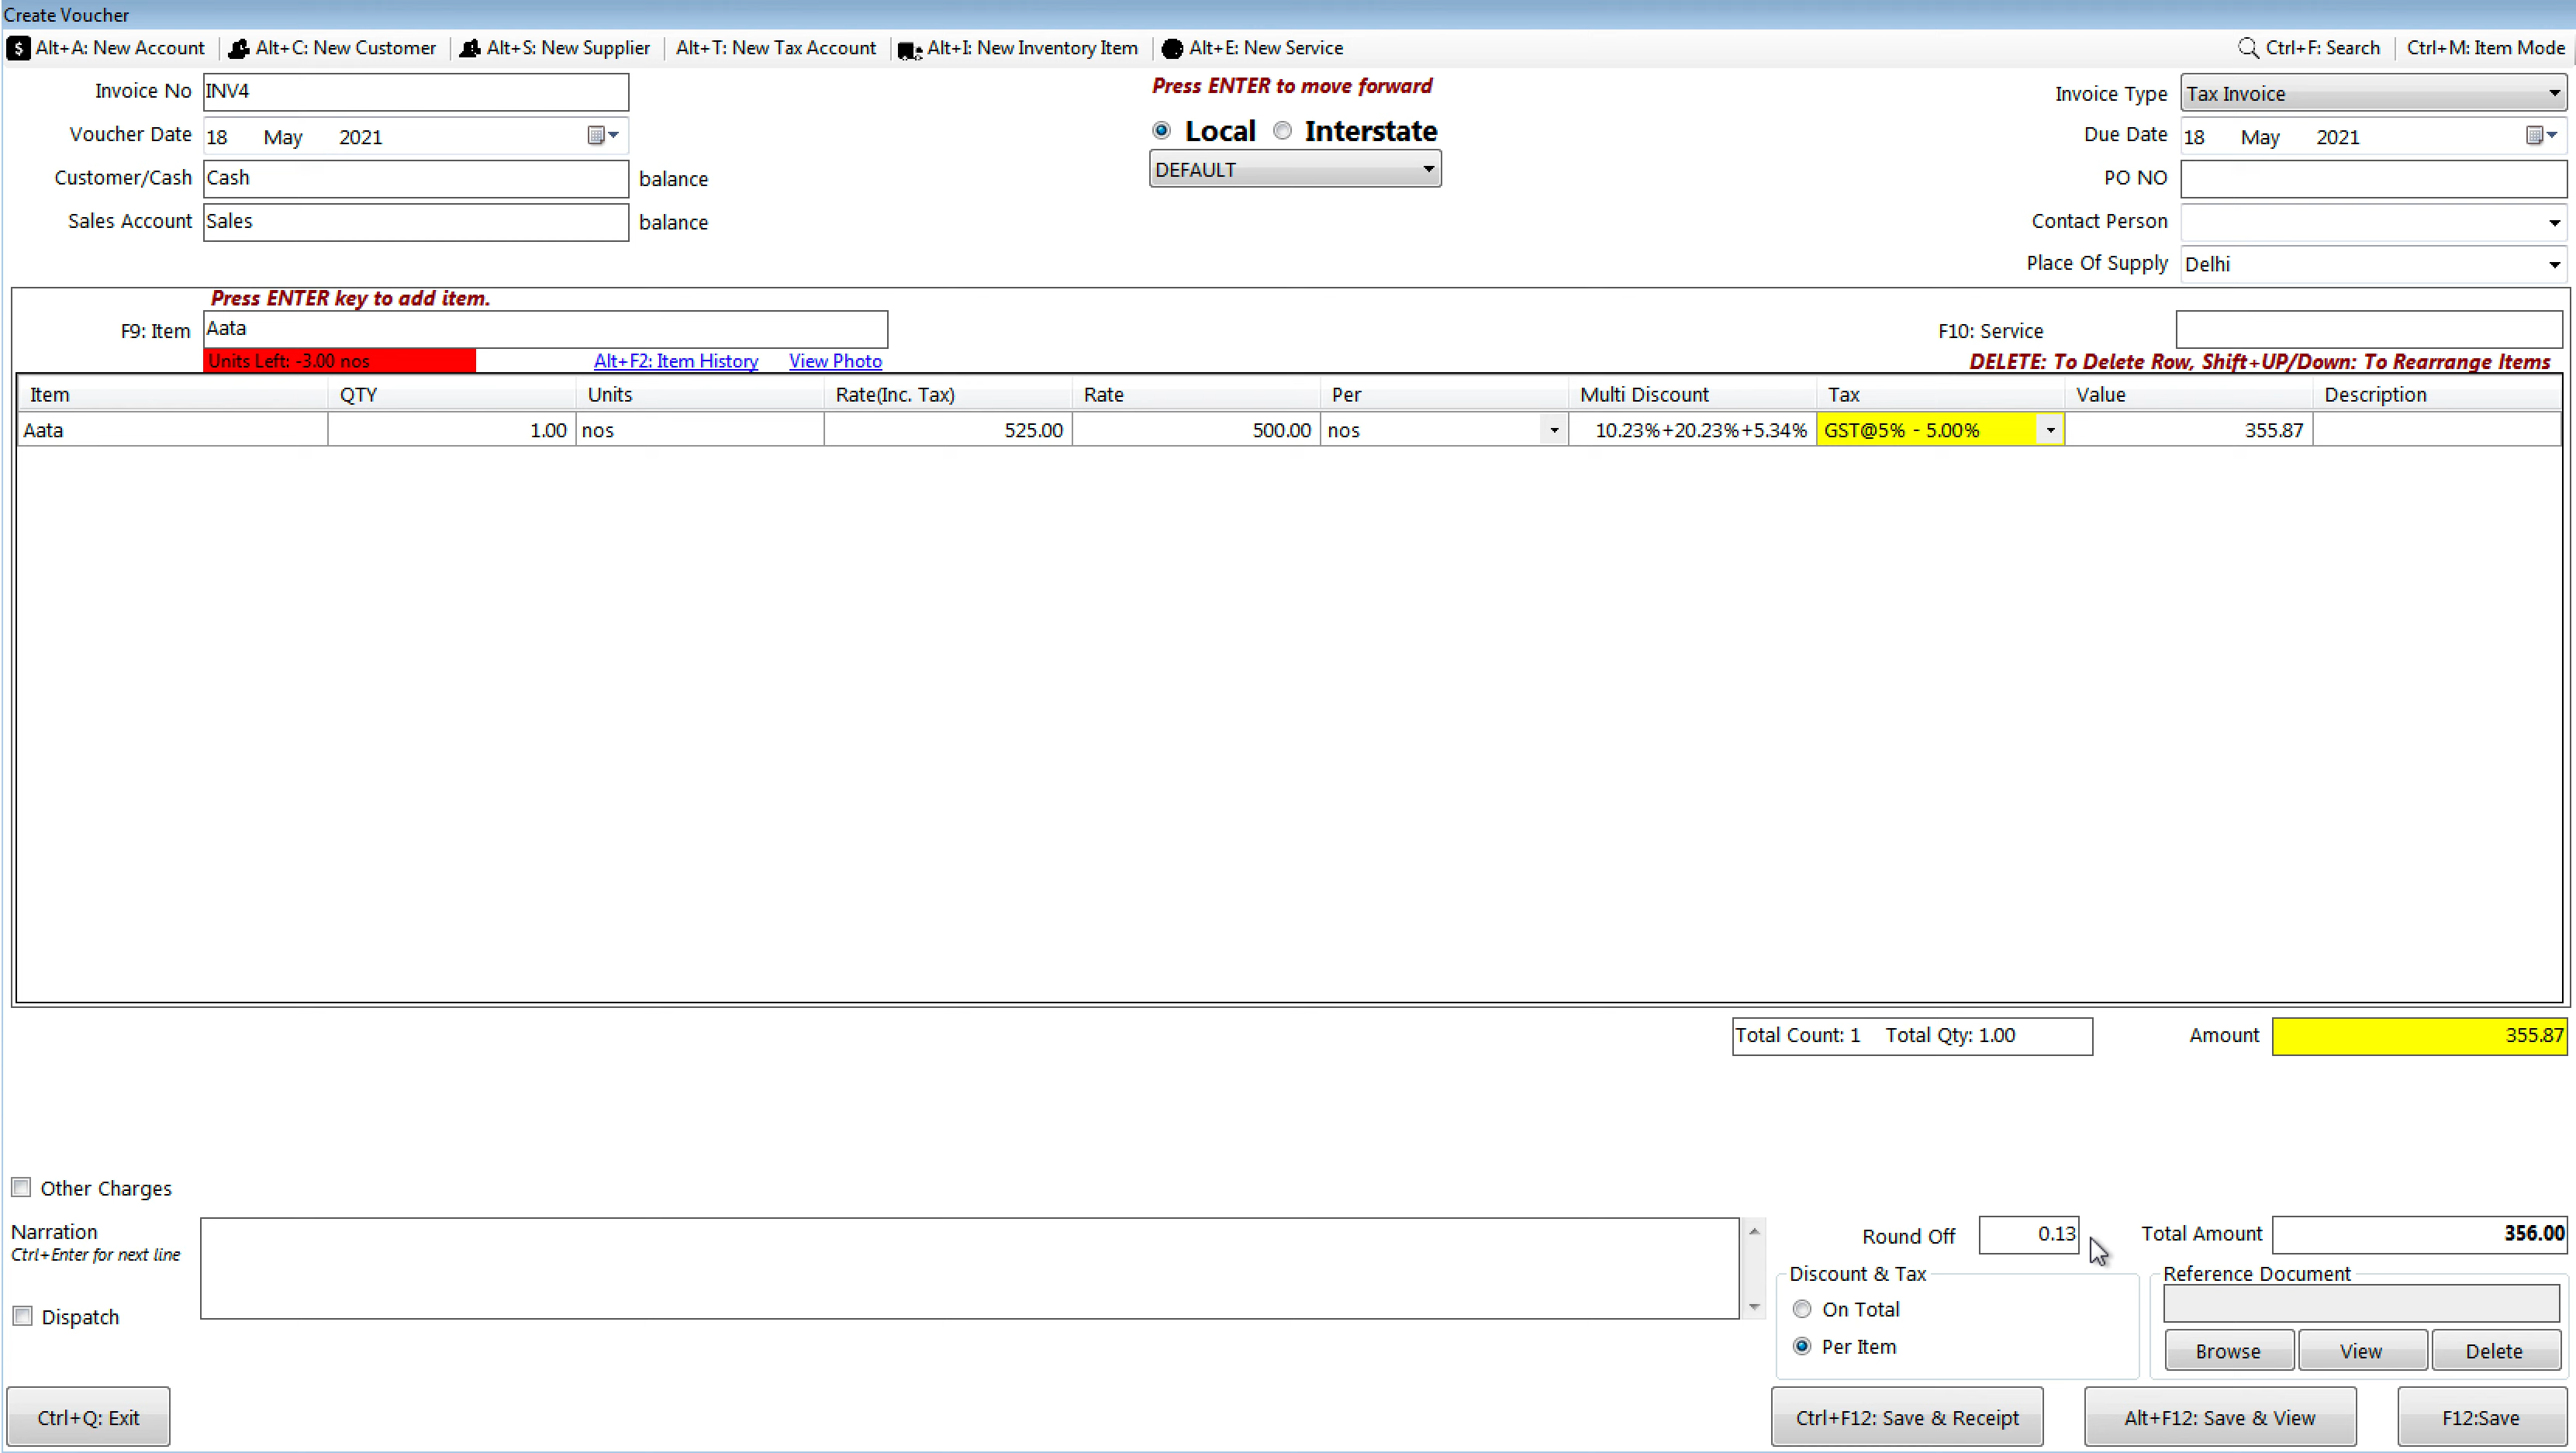 Create Voucher
$ Alt+A: New Account Alt+C: New Customer Alt+S: New Supplier Alt+T: New Tax Account Alt+I: New Inventory Item Alt+E: New Service Ctrl+F: Search Ctrl+M: Item Mode
Invoice No INV4
Press ENTER to move forward
Invoice Type Tax Invoice
Voucher Date 18 May 2021
Local Interstate
Due Date 18 May 2021
Customer/Cash Cash balance
DEFAULT
PO NO
Sales Account Sales balance
Contact Person
Place Of Supply Delhi
Press ENTER key to add item.
F9: Item Aata
F10: Service
Units Left: -3.00 nos Alt+F2: Item History View Photo DELETE: To Delete Row, Shift+UP/Down: To Rearrange Items
Item QTY Units Rate(Inc. Tax) Rate Per Multi Discount Tax Value Description
Aata 1.00 nos 525.00 500.00 nos 10.23%+20.23%+5.34% GST@5% - 5.00% 355.87
Total Count: 1 Total Qty: 1.00 Amount 355.87
Other Charges
Narration
Ctrl+Enter for next line
Round Off 0.13 Total Amount 356.00
Discount & Tax Reference Document
On Total
Dispatch
Per Item
Browse View Delete
Ctrl+Q: Exit Ctrl+F12: Save & Receipt Alt+F12: Save & View F12:Save